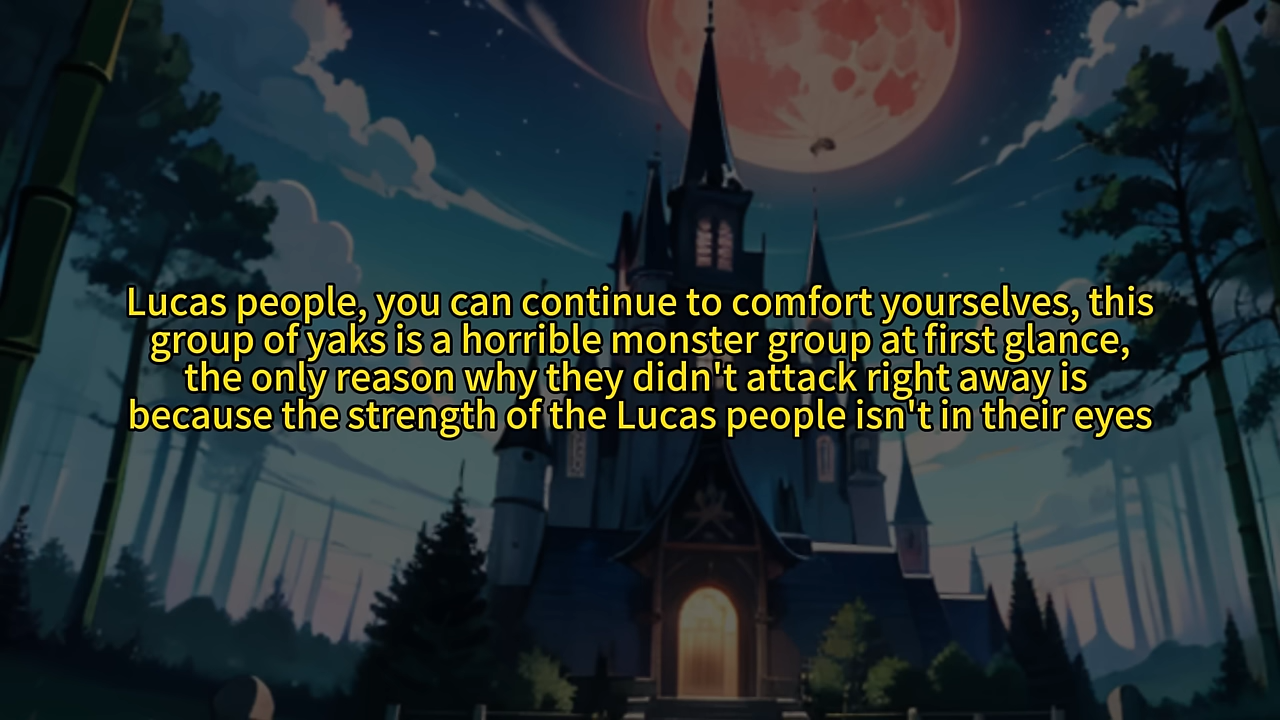 Lucas people, you can continue to comfort yourselves, this
group of yaks is a horrible monster group at first glance,
the only reason why they didn't attack right away is
because the strength of the Lucas people isn't in their eyes